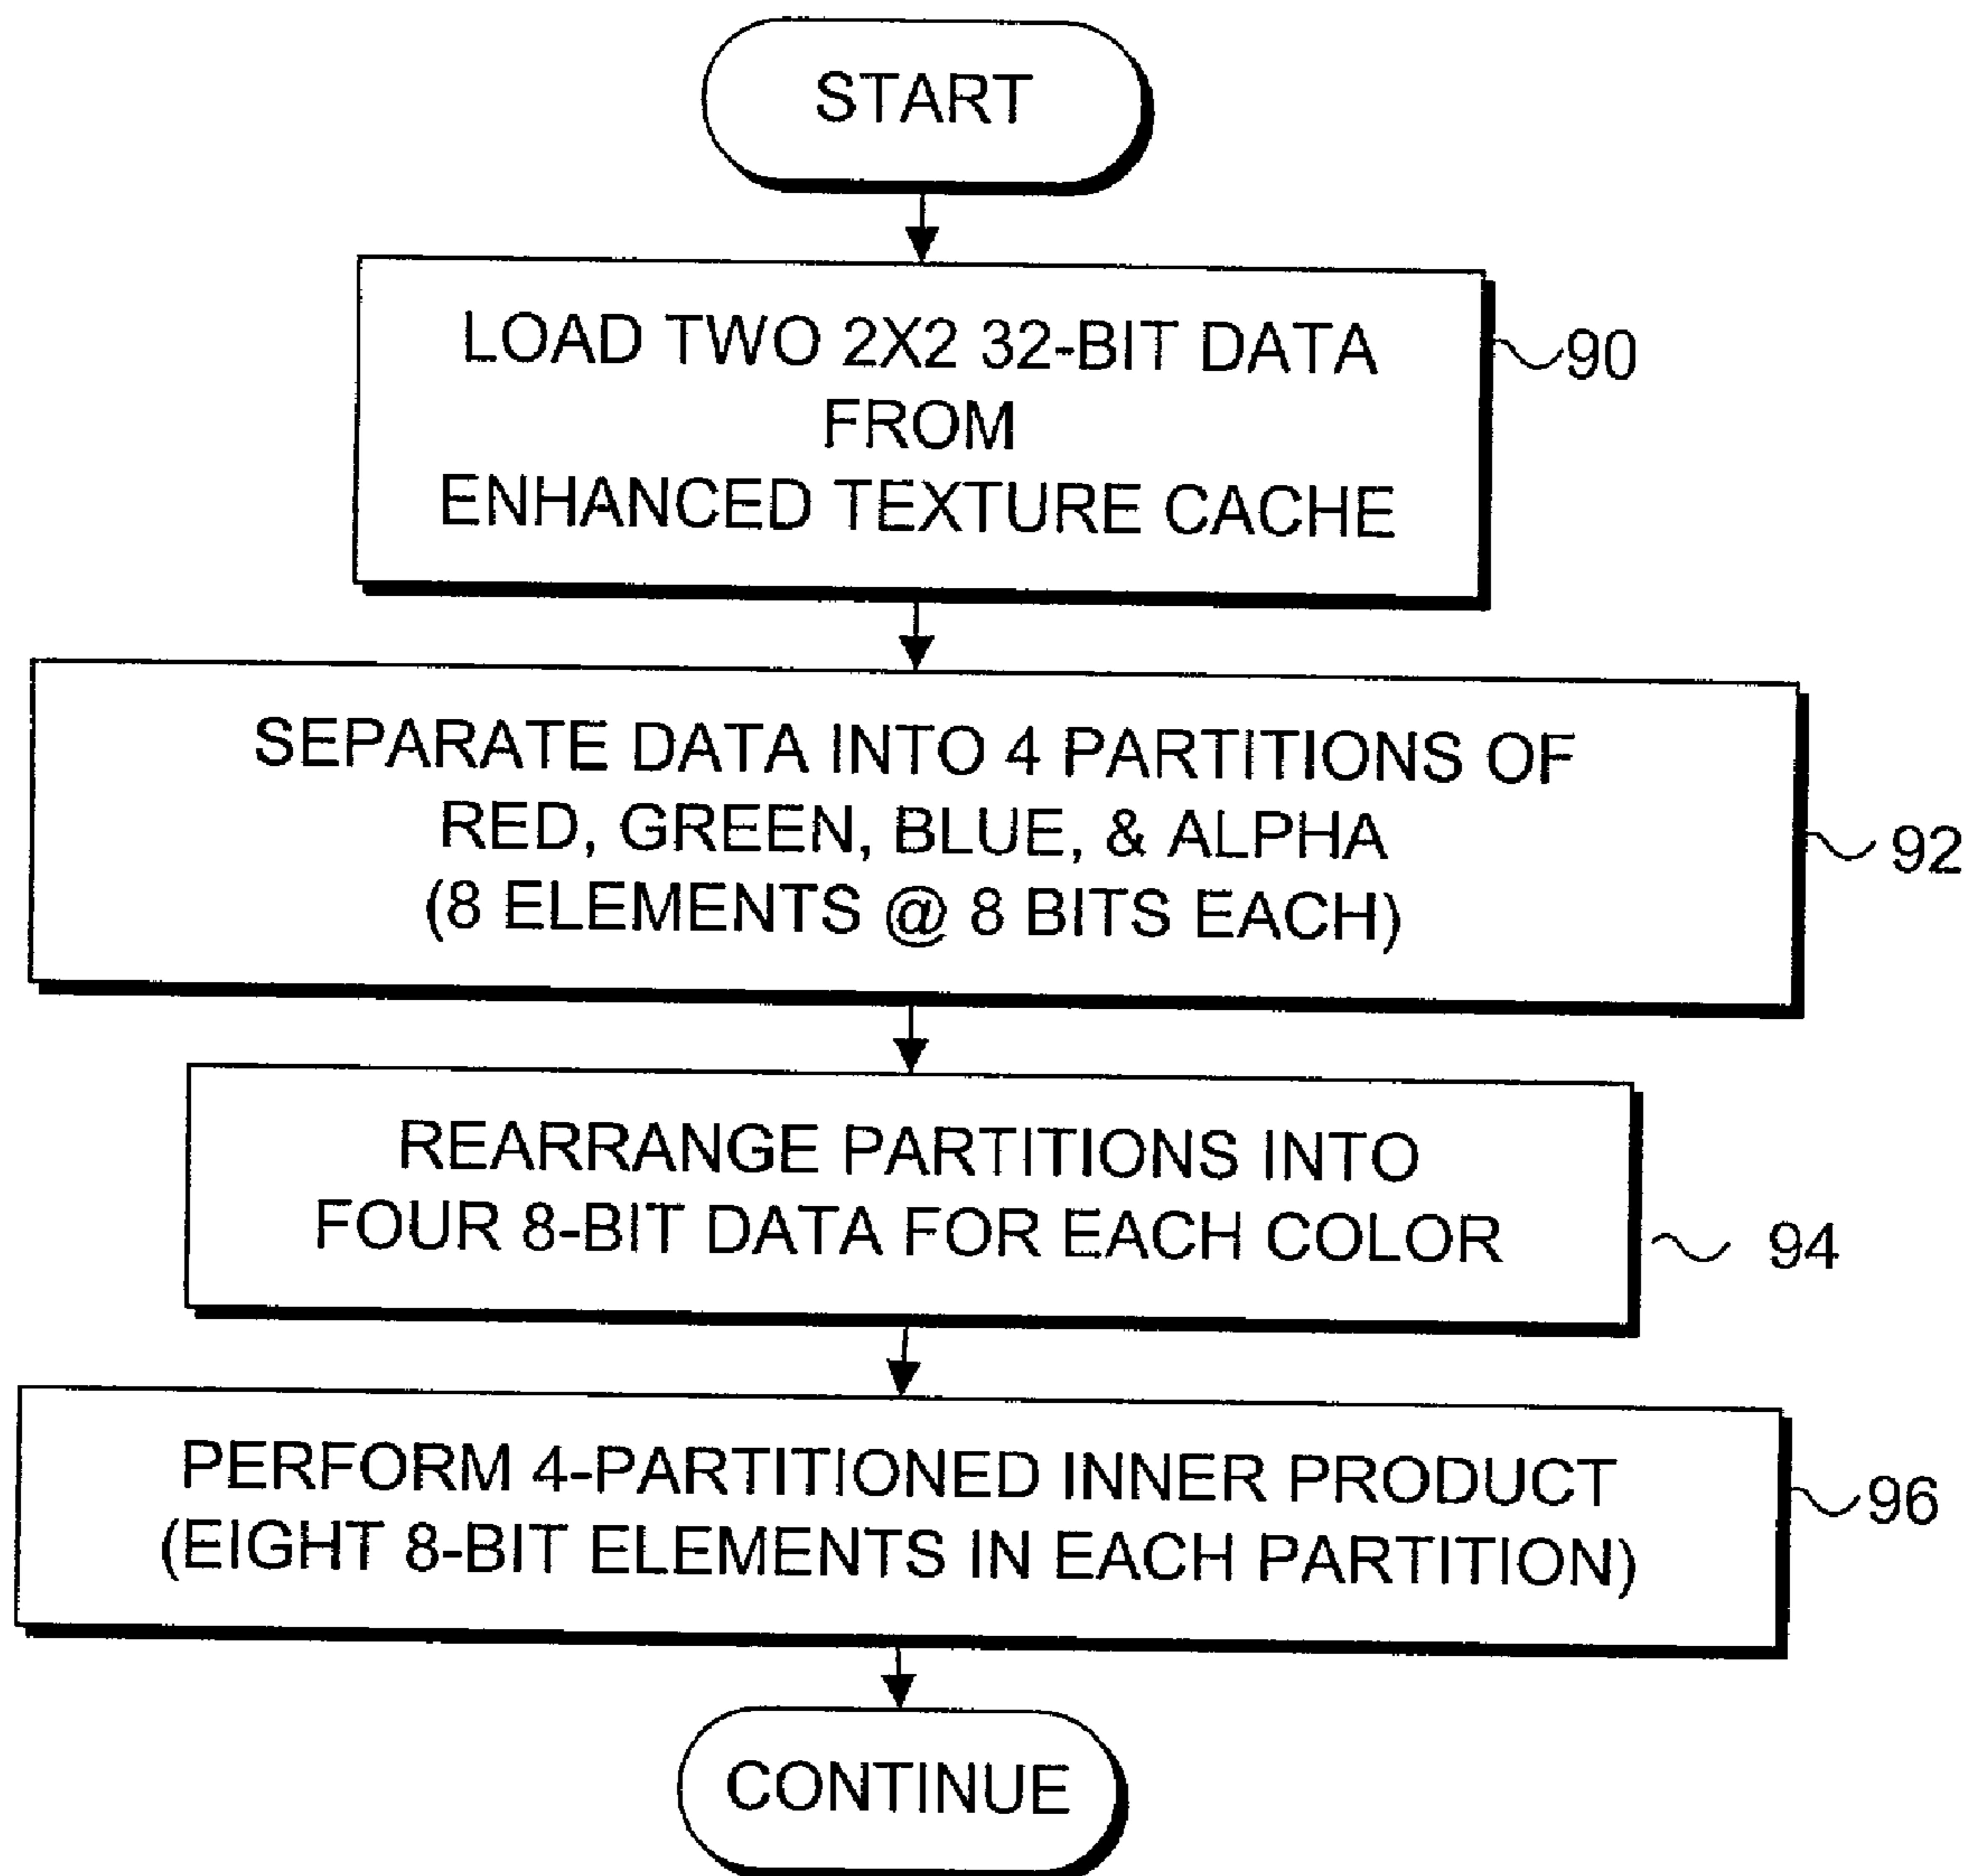 START
LOAD TWO 2X2 32-BIT DATA
FROM
ENHANCED TEXTURE CACHE
90
SEPARATE DATA INTO 4 PARTITIONS OF
RED, GREEN, BLUE, & ALPHA
(8 ELEMENTS @ 8 BITS EACH)
92
REARRANGE PARTITIONS INTO
FOUR 8-BIT DATA FOR EACH COLOR
94
PERFORM 4-PARTITIONED INNER PRODUCT
(EIGHT 8-BIT ELEMENTS IN EACH PARTITION)
96
CONTINUE